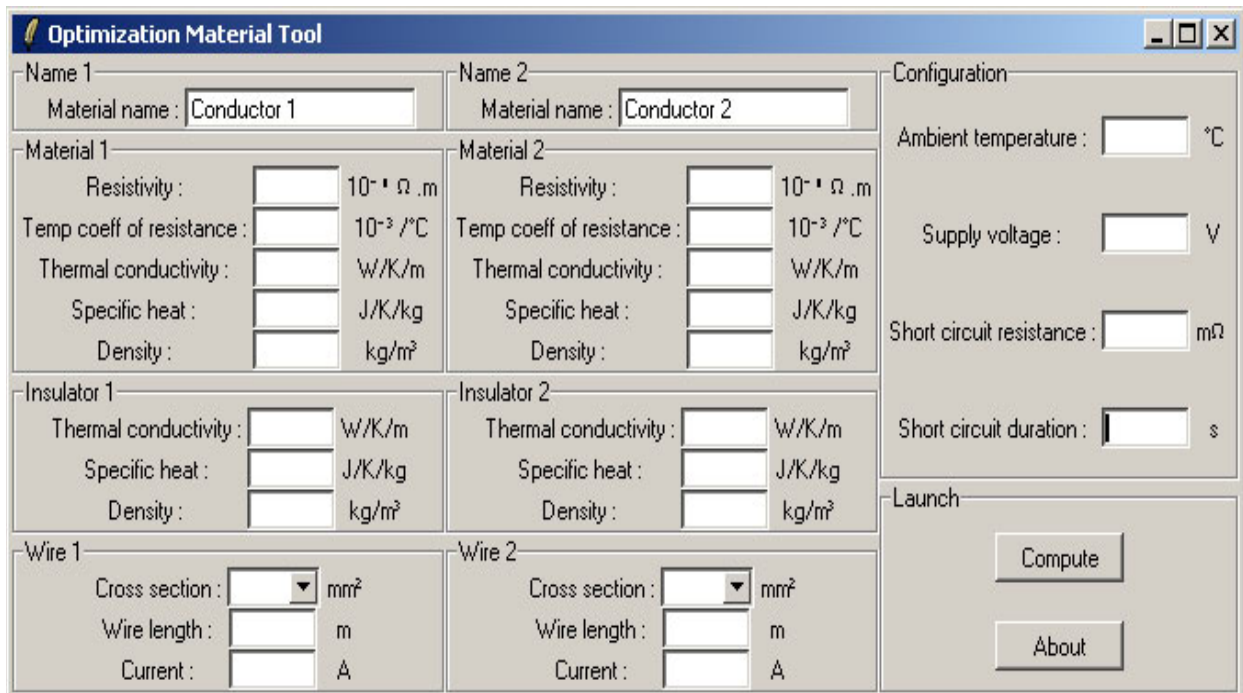 Optimization Material Tool
Name 1
Material name : Conductor 1
Name 2
Material name : Conductor 2
Material 1
Resistivity : Ω .m
Temp coeff of resistance : 10⁻³ /°C
Thermal conductivity : W/K/m
Specific heat : J/K/kg
Density : kg/m³
Material 2
Resistivity : Ω .m
Temp coeff of resistance : 10⁻³ /°C
Thermal conductivity : W/K/m
Specific heat : J/K/kg
Density : kg/m³
Insulator 1
Thermal conductivity : W/K/m
Specific heat : J/K/kg
Density : kg/m³
Insulator 2
Thermal conductivity : W/K/m
Specific heat : J/K/kg
Density : kg/m³
Wire 1
Cross section : mm²
Wire length : m
Current : A
Wire 2
Cross section : mm²
Wire length : m
Current : A
Configuration
Ambient temperature : °C
Supply voltage : V
Short circuit resistance : mΩ
Short circuit duration : s
Launch
Compute
About